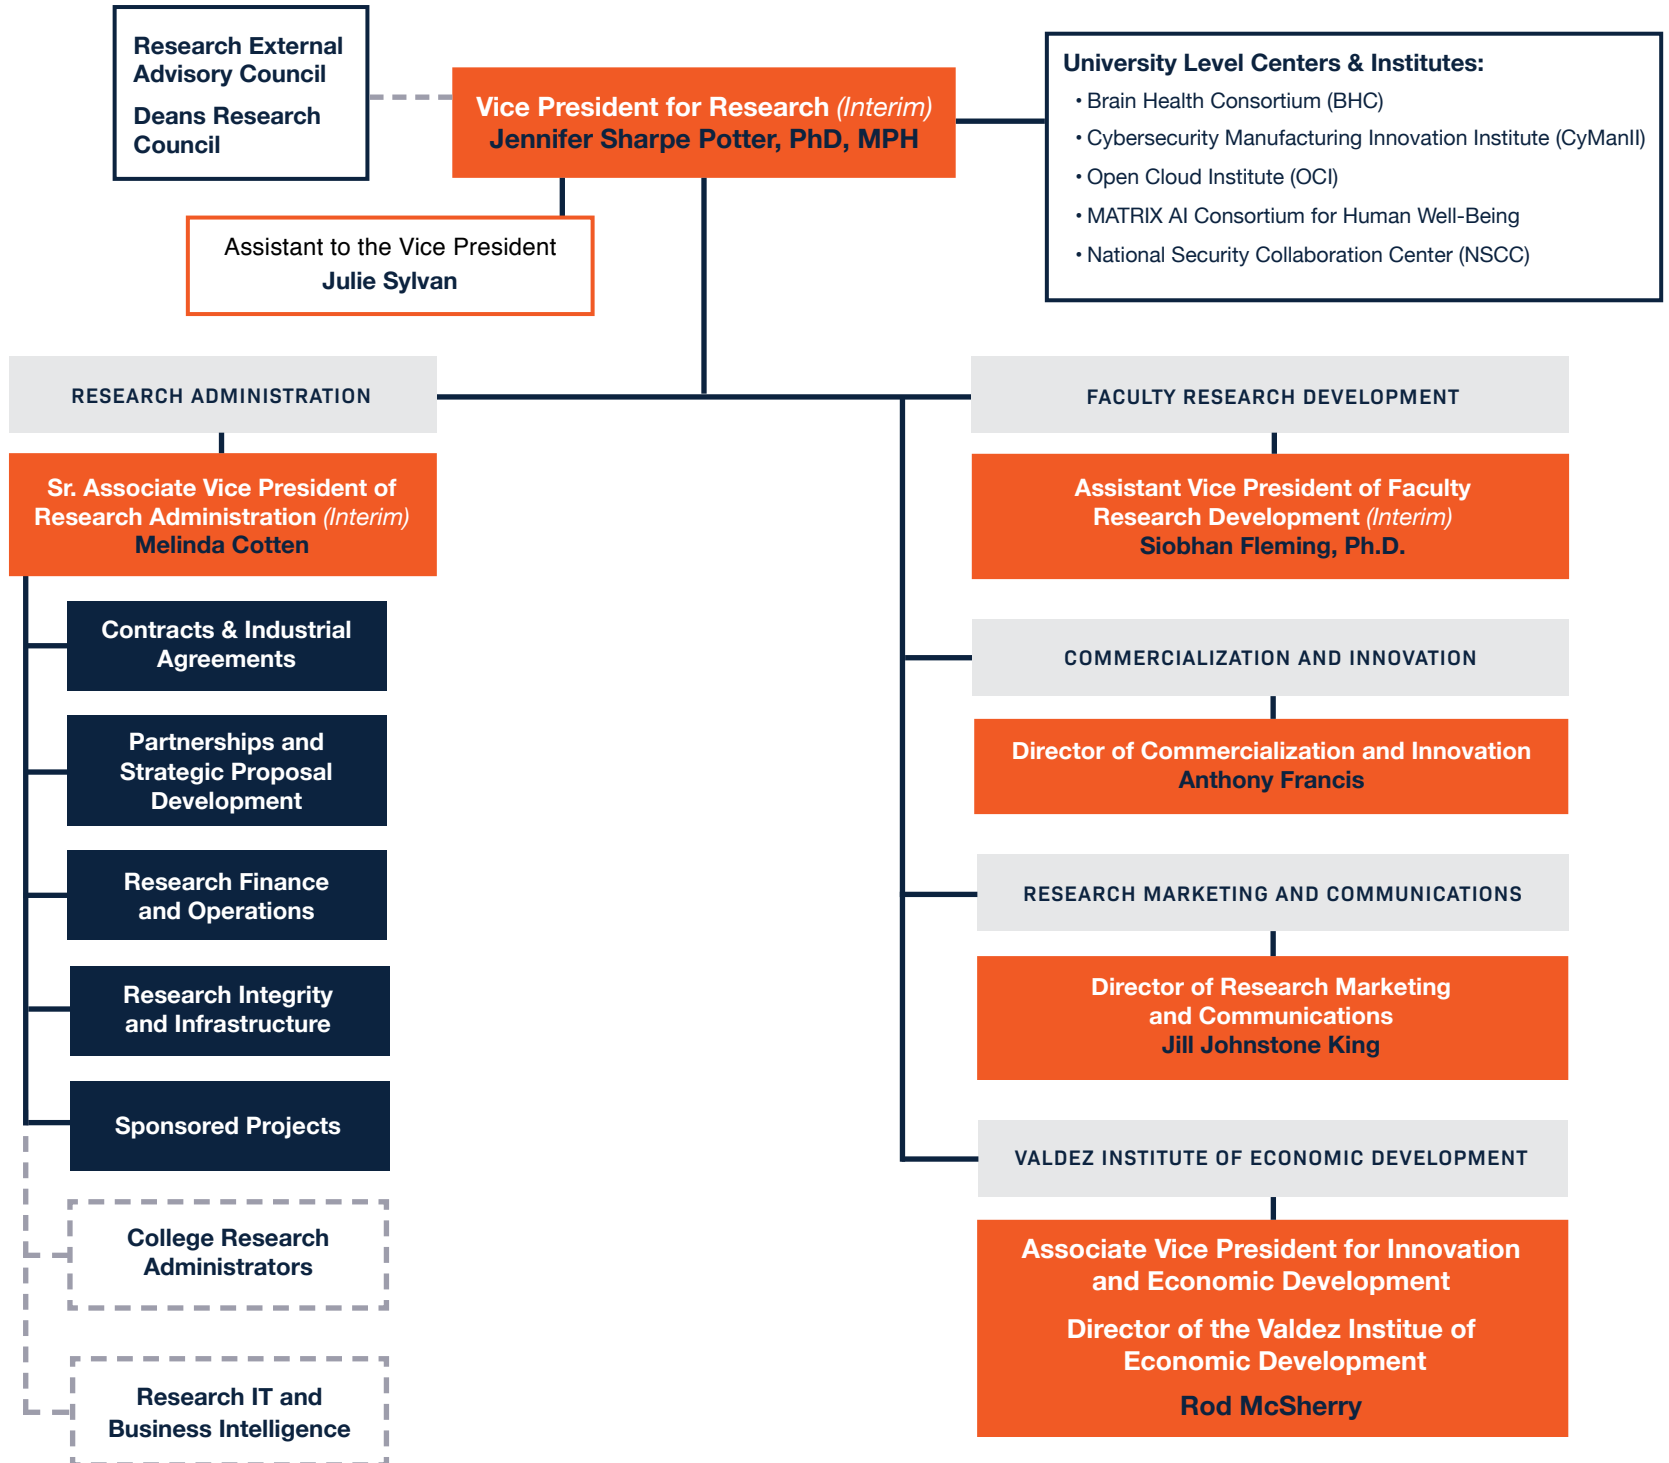 Research External
Advisory Council
Deans Research
Council
Vice President for Research (Interim)
Jennifer Sharpe Potter, PhD, MPH
University Level Centers & Institutes:
• Brain Health Consortium (BHC)
• Cybersecurity Manufacturing Innovation Institute (CyManII)
• Open Cloud Institute (OCI)
• MATRIX AI Consortium for Human Well-Being
• National Security Collaboration Center (NSCC)
Assistant to the Vice President
Julie Sylvan
RESEARCH ADMINISTRATION
Sr. Associate Vice President of
Research Administration (Interim)
Melinda Cotten
Contracts & Industrial
Agreements
Partnerships and
Strategic Proposal
Development
Research Finance
and Operations
Research Integrity
and Infrastructure
Sponsored Projects
College Research
Administrators
Research IT and
Business Intelligence
FACULTY RESEARCH DEVELOPMENT
Assistant Vice President of Faculty
Research Development (Interim)
Siobhan Fleming, Ph.D.
COMMERCIALIZATION AND INNOVATION
Director of Commercialization and Innovation
Anthony Francis
RESEARCH MARKETING AND COMMUNICATIONS
Director of Research Marketing
and Communications
Jill Johnstone King
VALDEZ INSTITUTE OF ECONOMIC DEVELOPMENT
Associate Vice President for Innovation
and Economic Development
Director of the Valdez Institue of
Economic Development
Rod McSherry